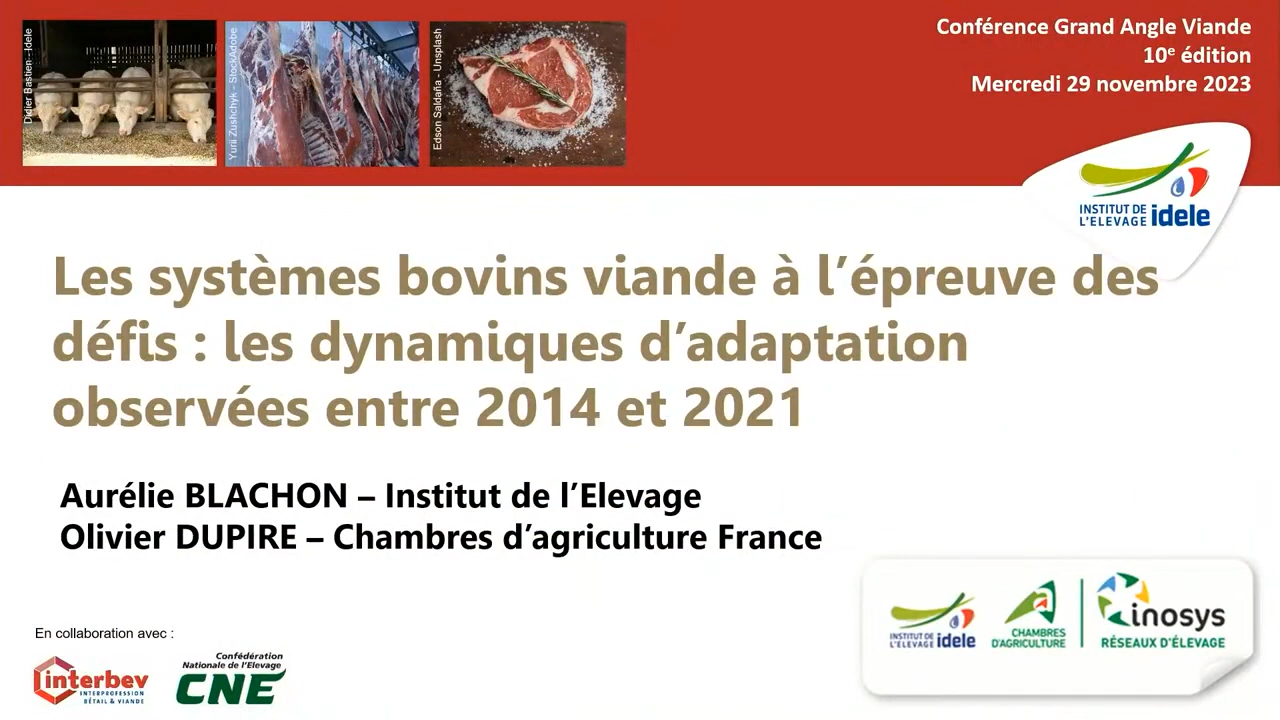 Didier Bastien - Idele
Yurii Zushchyk - StockAdobe
Edson Saldaña - Unsplash
Conférence Grand Angle Viande
10e édition
Mercredi 29 novembre 2023
INSTITUT DE
L'ELEVAGE idele
Les systèmes bovins viande à l'épreuve des
défis : les dynamiques d'adaptation
observées entre 2014 et 2021
Aurélie BLACHON – Institut de l'Elevage
Olivier DUPIRE – Chambres d'agriculture France
En collaboration avec :
interbev
INTERPROFESSION
BÉTAIL & VIANDE
Confédération
Nationale de l'Elevage
CNE
INSTITUT DE
L'ELEVAGE idele
CHAMBRES
D'AGRICULTURE
inosys
RÉSEAUX D'ÉLEVAGE